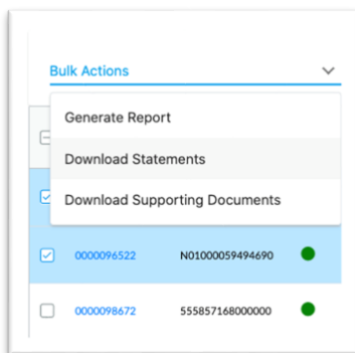 Bulk Actions
Generate Report
Download Statements
Download Supporting Documents
0000096522 N01000059494690
0000098672 555857168000000